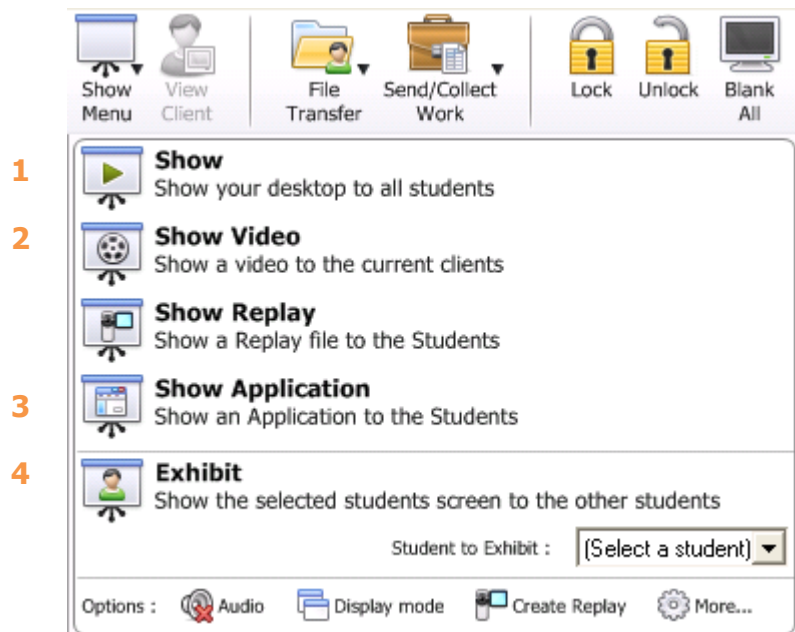 Show Menu
View Client
File Transfer
Send/Collect Work
Lock
Unlock
Blank All
1
Show
Show your desktop to all students
2
Show Video
Show a video to the current clients
Show Replay
Show a Replay file to the Students
3
Show Application
Show an Application to the Students
4
Exhibit
Show the selected students screen to the other students
Student to Exhibit :
(Select a student)
Options :
Audio
Display mode
Create Replay
More...